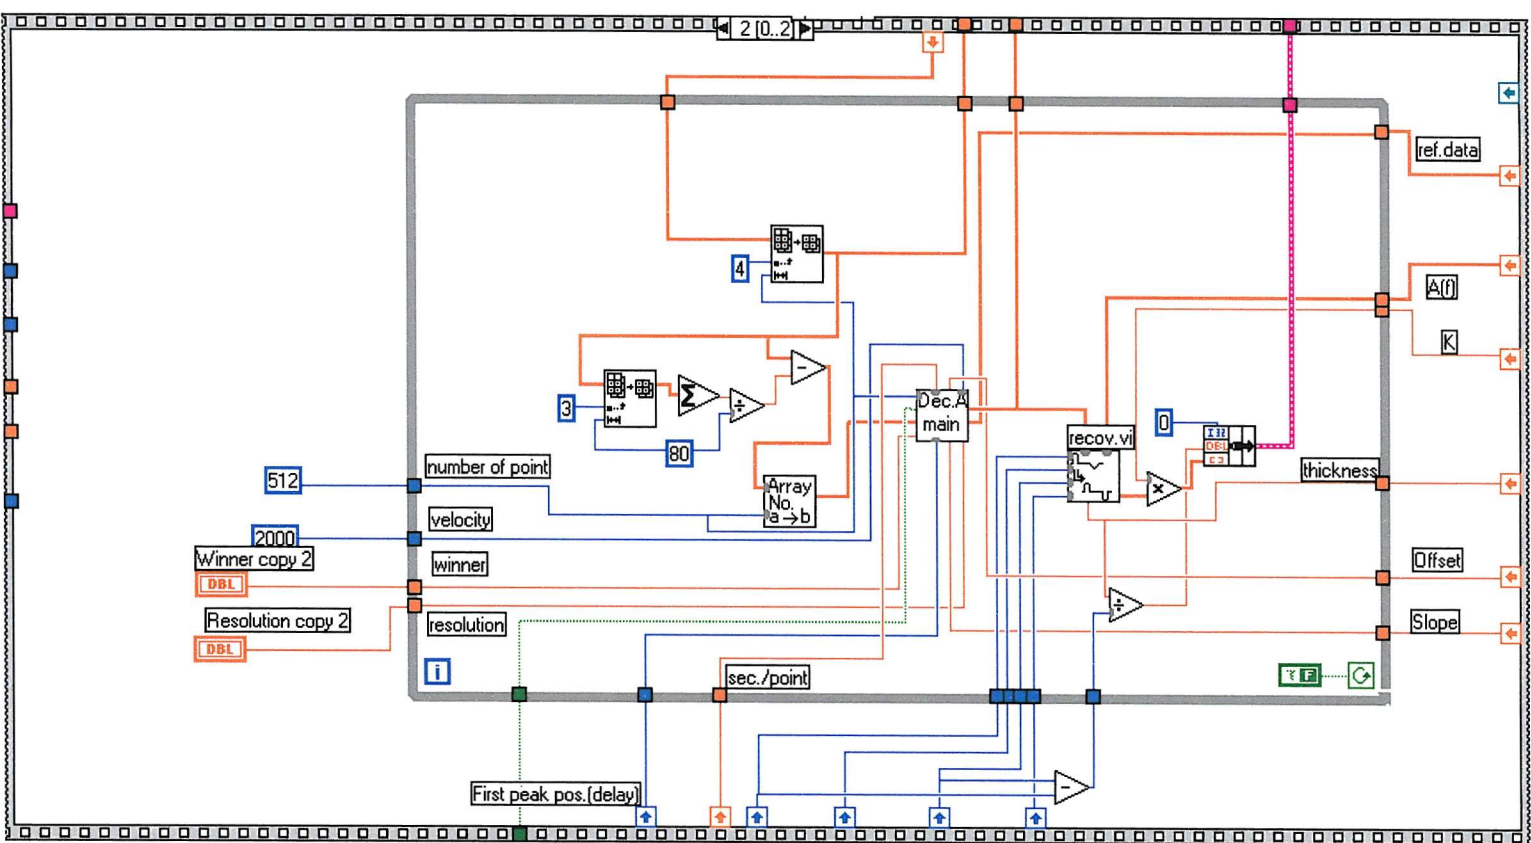 2 [0..2]
ref.data
4
A(f)
K
3
80
Dec.A
main
recov.vi
0
I32
DBL
[ ]
512
number of point
Array
No.
a→b
thickness
velocity
2000
Winner copy 2
DBL
winner
Offset
Resolution copy 2
DBL
resolution
Slope
i
sec./point
F
First peak pos.(delay)